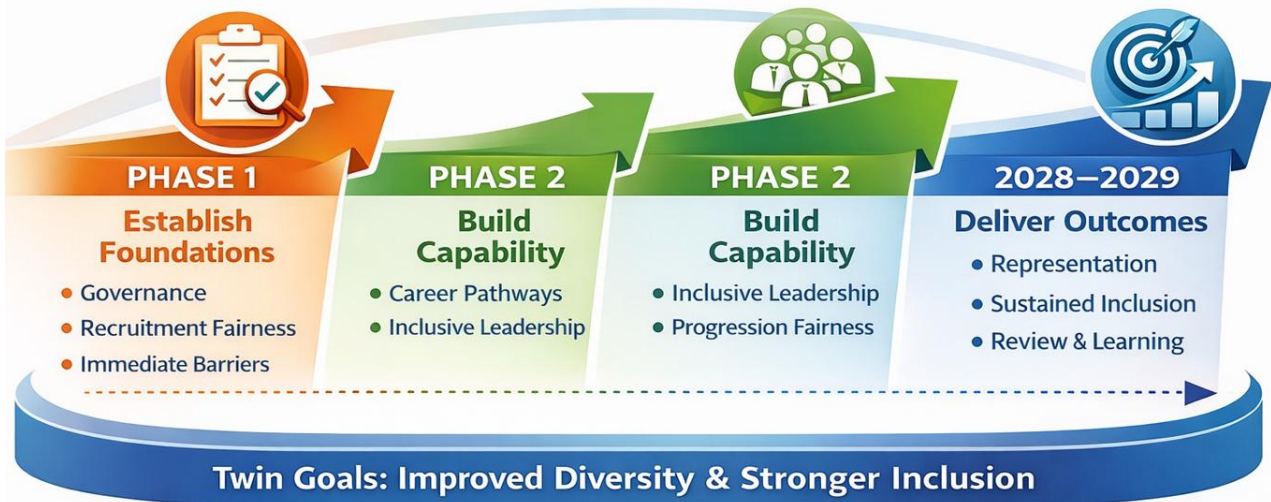 PHASE 1
Establish
Foundations
• Governance
• Recruitment Fairness
• Immediate Barriers
PHASE 2
Build
Capability
• Career Pathways
• Inclusive Leadership
PHASE 2
Build
Capability
• Inclusive Leadership
• Progression Fairness
2028–2029
Deliver Outcomes
• Representation
• Sustained Inclusion
• Review & Learning
Twin Goals: Improved Diversity & Stronger Inclusion